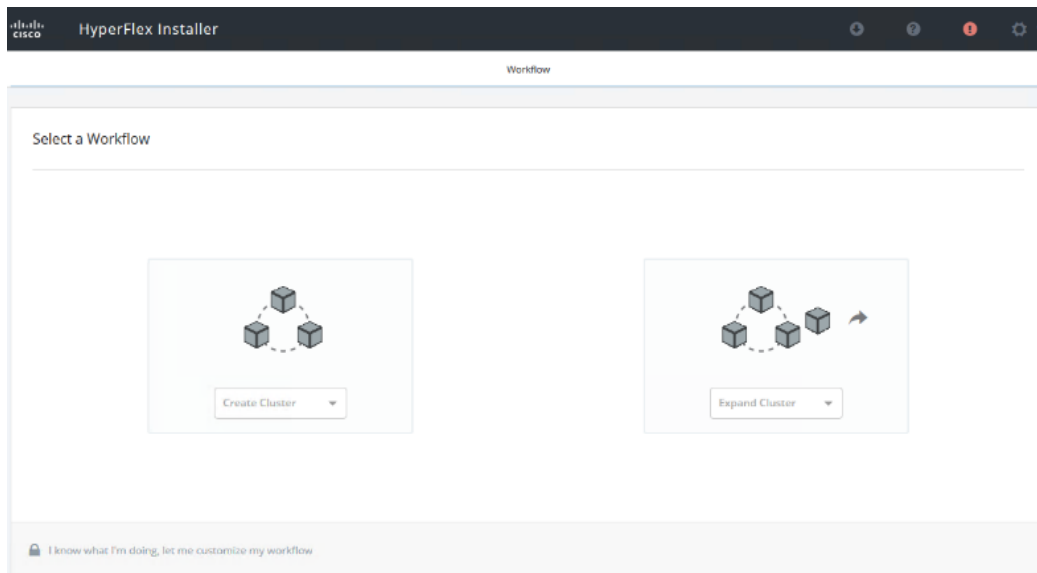 cisco
HyperFlex Installer
Workflow
Select a Workflow
Create Cluster
Expand Cluster
I know what I'm doing, let me customize my workflow